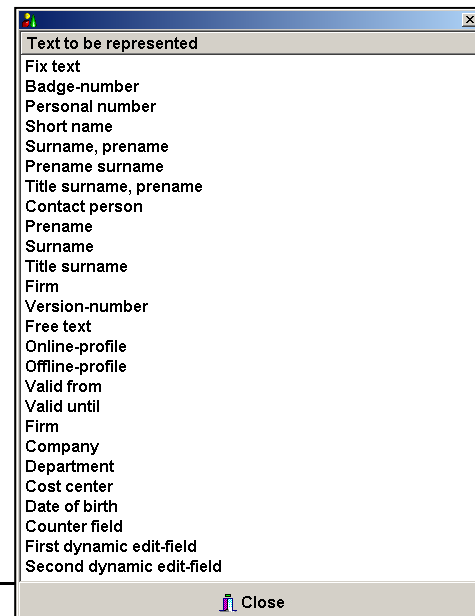 Text to be represented
Fix text
Badge-number
Personal number
Short name
Surname, prename
Prename surname
Title surname, prename
Contact person
Prename
Surname
Title surname
Firm
Version-number
Free text
Online-profile
Offline-profile
Valid from
Valid until
Firm
Company
Department
Cost center
Date of birth
Counter field
First dynamic edit-field
Second dynamic edit-field
Close